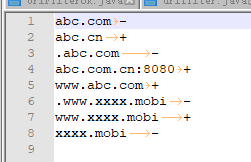 1 abc.com→-
2 abc.cn→+
3 .abc.com→-
4 abc.com.cn:8080→+
5 www.abc.com→+
6 .www.xxxx.mobi→-
7 www.xxxx.mobi→+
8 xxxx.mobi→-